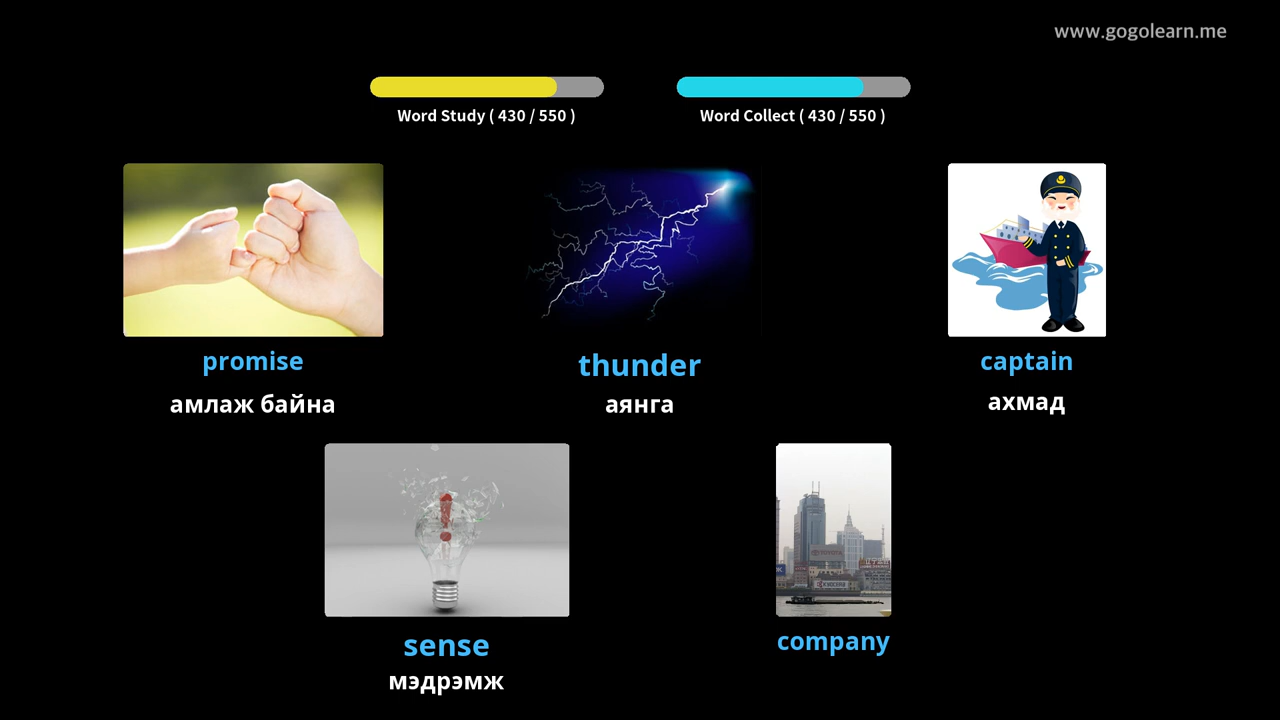 www.gogolearn.me
Word Study ( 430 / 550 )
Word Collect ( 430 / 550 )
promise
амлаж байна
thunder
аянга
captain
ахмад
sense
мэдрэмж
company